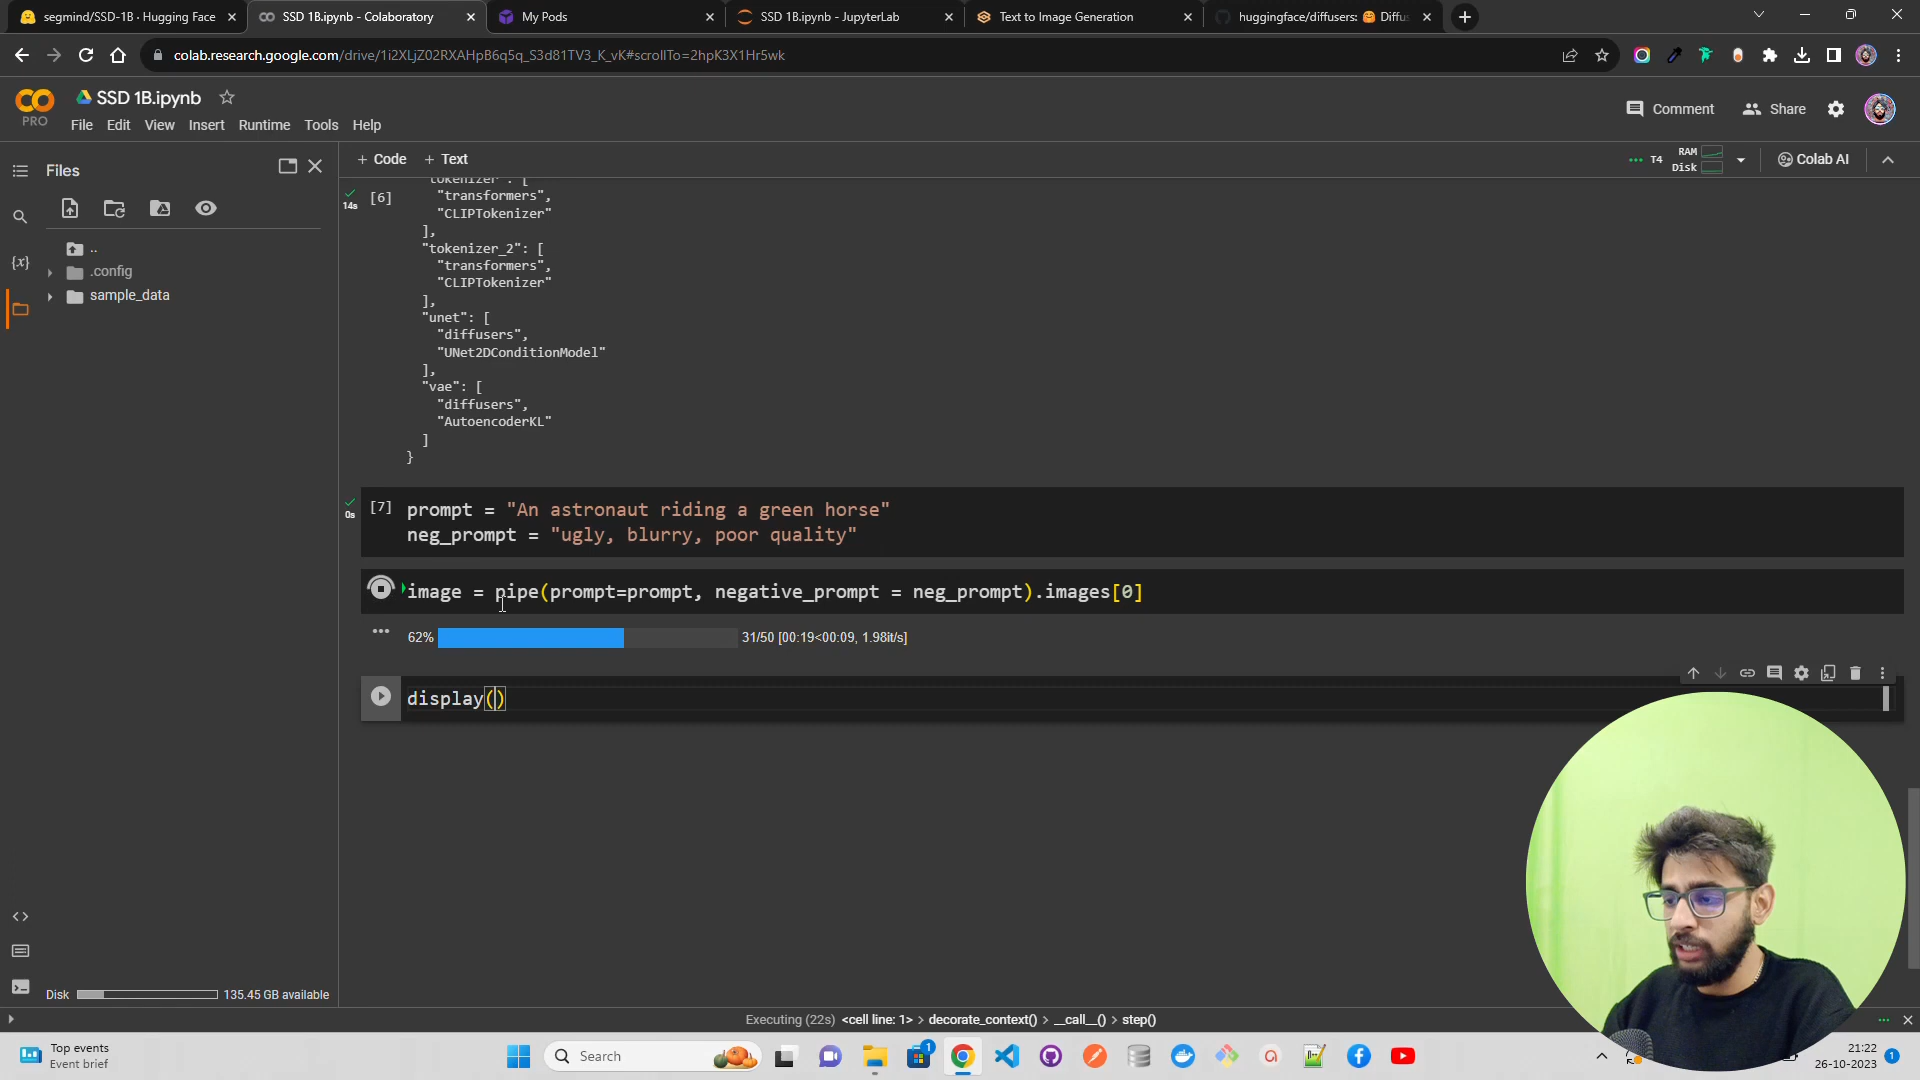 segmind/SSD-1B · Hugging Face
SSD 1B.ipynb - Colaboratory
My Pods
SSD 1B.ipynb - JupyterLab
Text to Image Generation
huggingface/diffusers: 🤗 Diffus
colab.research.google.com/drive/1i2XLjZ02RXAHpB6q5q_S3d81TV3_K_vK#scrollTo=2hpK3X1Hr5wk
PRO
SSD 1B.ipynb
File Edit View Insert Runtime Tools Help
Comment
Share
Files
+ Code + Text
T4
RAM
Disk
Colab AI
..
.config
sample_data
{x}
14s
[6]
"tokenizer": [
"transformers",
"CLIPTokenizer"
],
"tokenizer_2": [
"transformers",
"CLIPTokenizer"
],
"unet": [
"diffusers",
"UNet2DConditionModel"
],
"vae": [
"diffusers",
"AutoencoderKL"
]
}
0s
[7]
prompt = "An astronaut riding a green horse"
neg_prompt = "ugly, blurry, poor quality"
image = pipe(prompt=prompt, negative_prompt = neg_prompt).images[0]
62%
31/50 [00:19<00:09, 1.98it/s]
display()
Disk
135.45 GB available
Executing (22s) <cell line: 1> > decorate_context() > __call__() > step()
Top events
Event brief
Search
1
21:22
26-10-2023
1